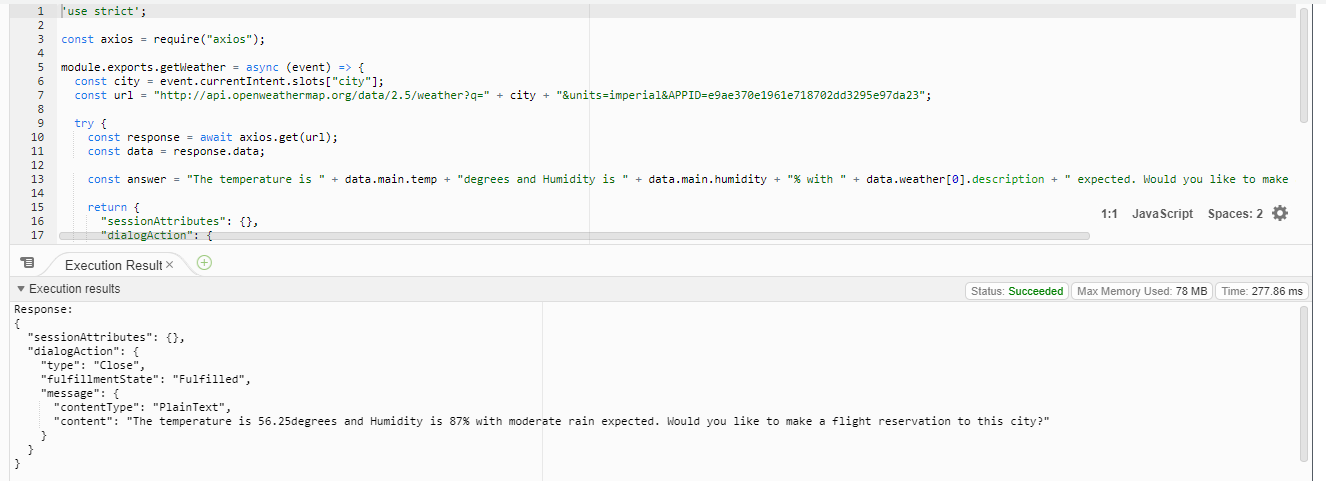 1 'use strict';
2
3 const axios = require("axios");
4
5 module.exports.getWeather = async (event) => {
6 const city = event.currentIntent.slots["city"];
7 const url = "http://api.openweathermap.org/data/2.5/weather?q=" + city + "&units=imperial&APPID=e9ae370e1961e718702dd3295e97da23";
8
9 try {
10 const response = await axios.get(url);
11 const data = response.data;
12
13 const answer = "The temperature is " + data.main.temp + "degrees and Humidity is " + data.main.humidity + "% with " + data.weather[0].description + " expected. Would you like to make
14
15 return {
16 "sessionAttributes": {},
17 "dialogAction": {
1:1 JavaScript Spaces: 2
Execution Result ×
Execution results
Status: Succeeded Max Memory Used: 78 MB Time: 277.86 ms
Response:
{
"sessionAttributes": {},
"dialogAction": {
"type": "Close",
"fulfillmentState": "Fulfilled",
"message": {
"contentType": "PlainText",
"content": "The temperature is 56.25degrees and Humidity is 87% with moderate rain expected. Would you like to make a flight reservation to this city?"
}
}
}